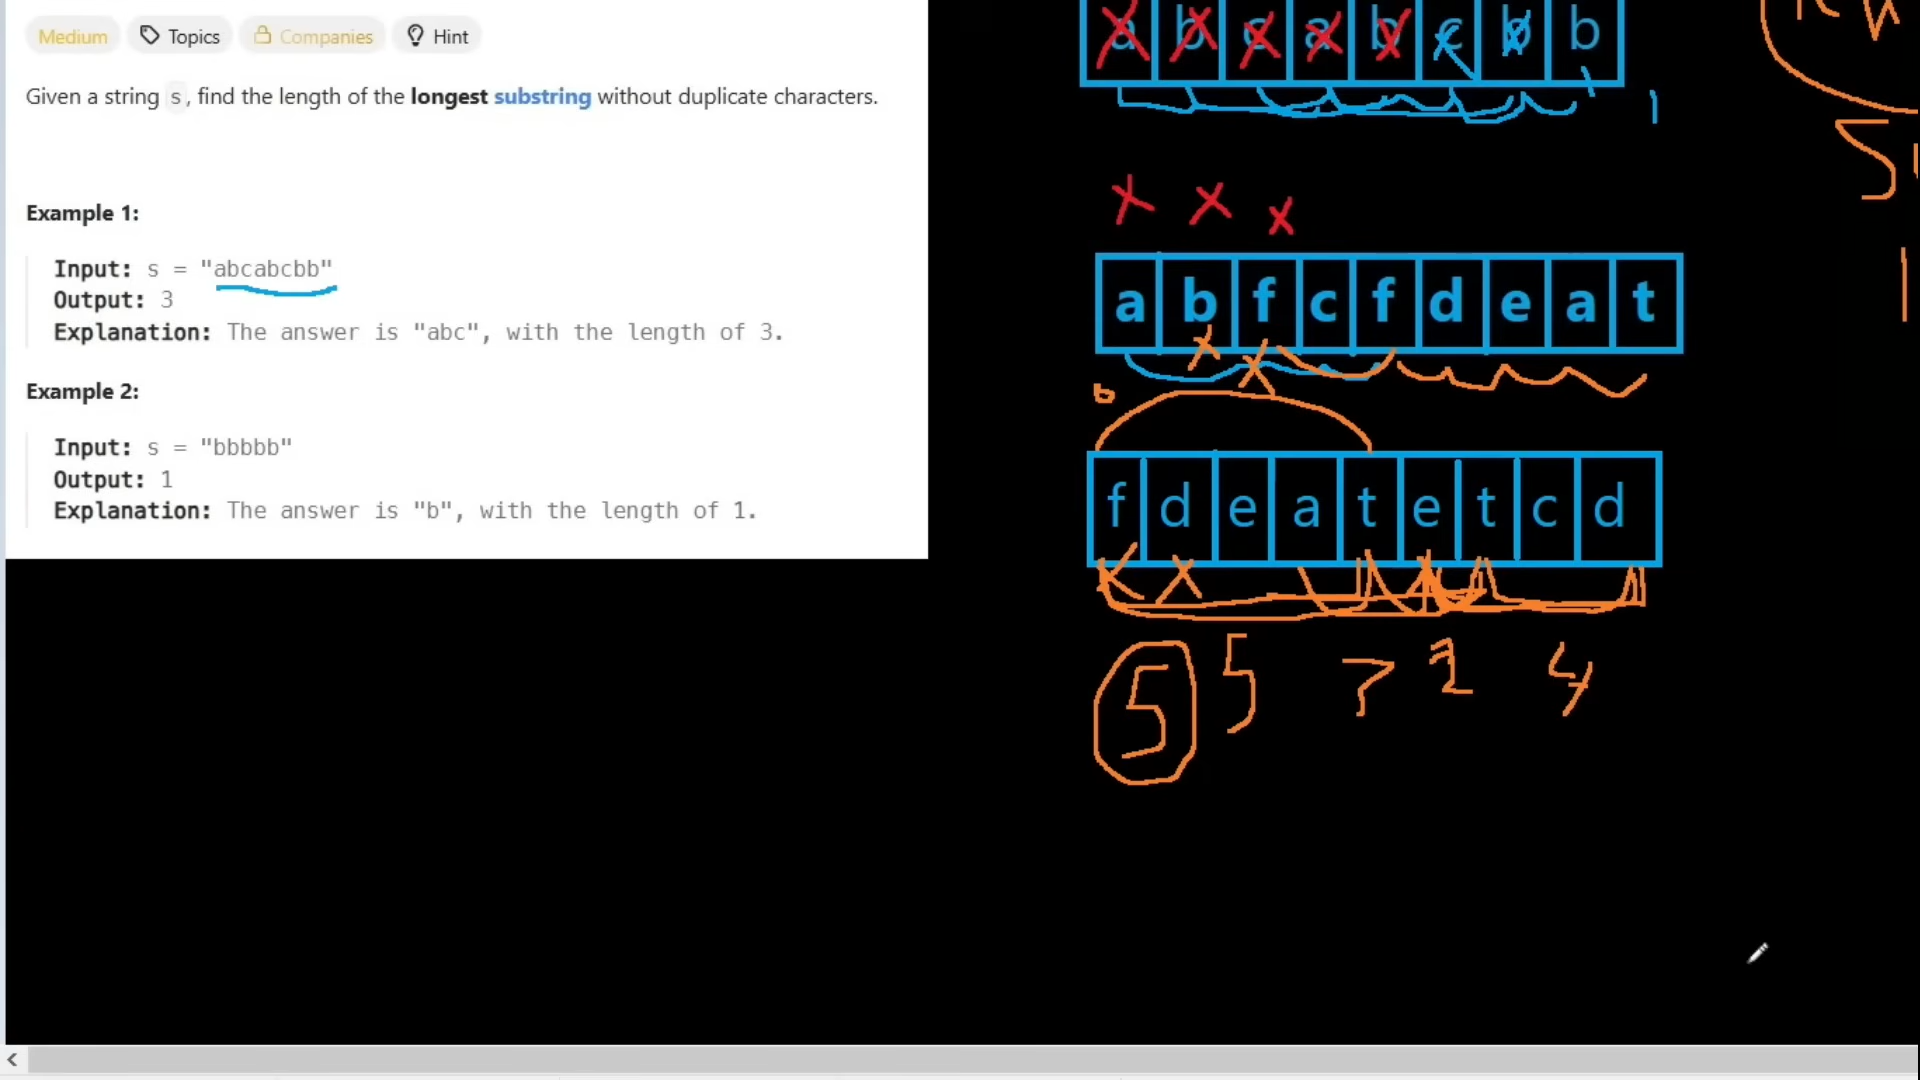 Medium Topics Companies Hint
Given a string s, find the length of the longest substring without duplicate characters.
Example 1:
Input: s = "abcabcbb"
Output: 3
Explanation: The answer is "abc", with the length of 3.
Example 2:
Input: s = "bbbbb"
Output: 1
Explanation: The answer is "b", with the length of 1.
a b c a b c b b
1
x x x
a b f c f d e a t
b
f d e a t e t c d
5 5 7 2 4